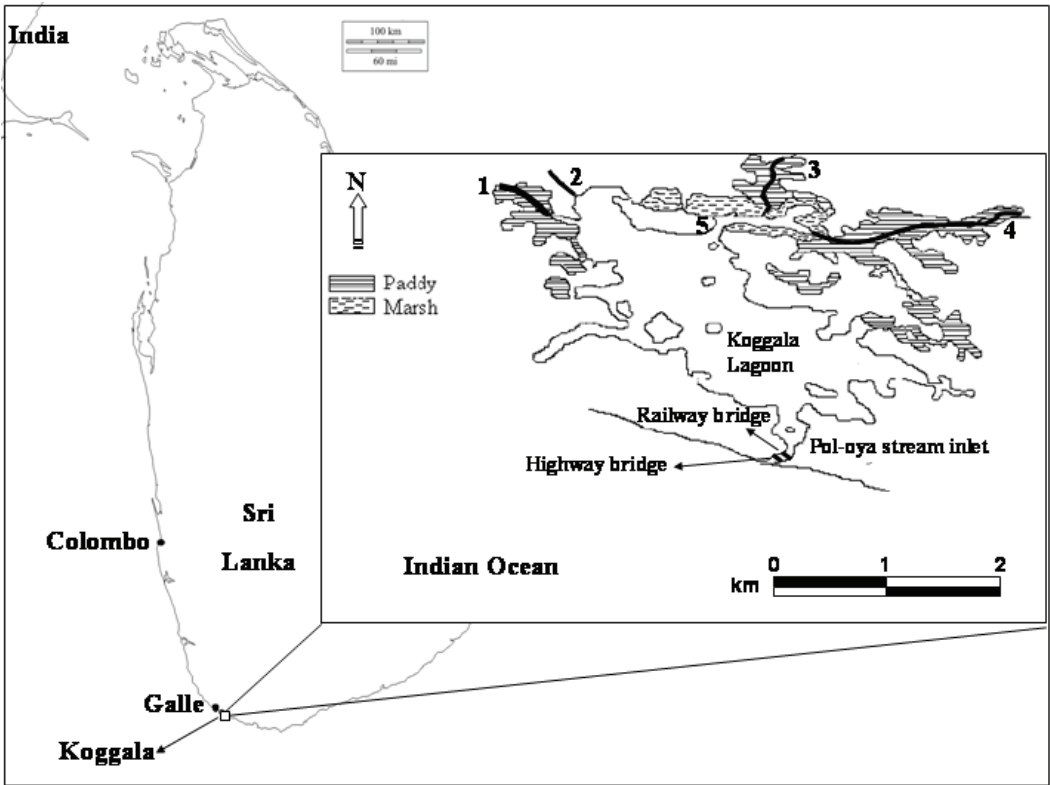 India
100 km
60 mi
N
1
2
3
4
5
Paddy
Marsh
Koggala
Lagoon
Railway bridge
Pol-oya stream inlet
Highway bridge
Sri
Lanka
Colombo
Indian Ocean
0
1
2
km
Galle
Koggala